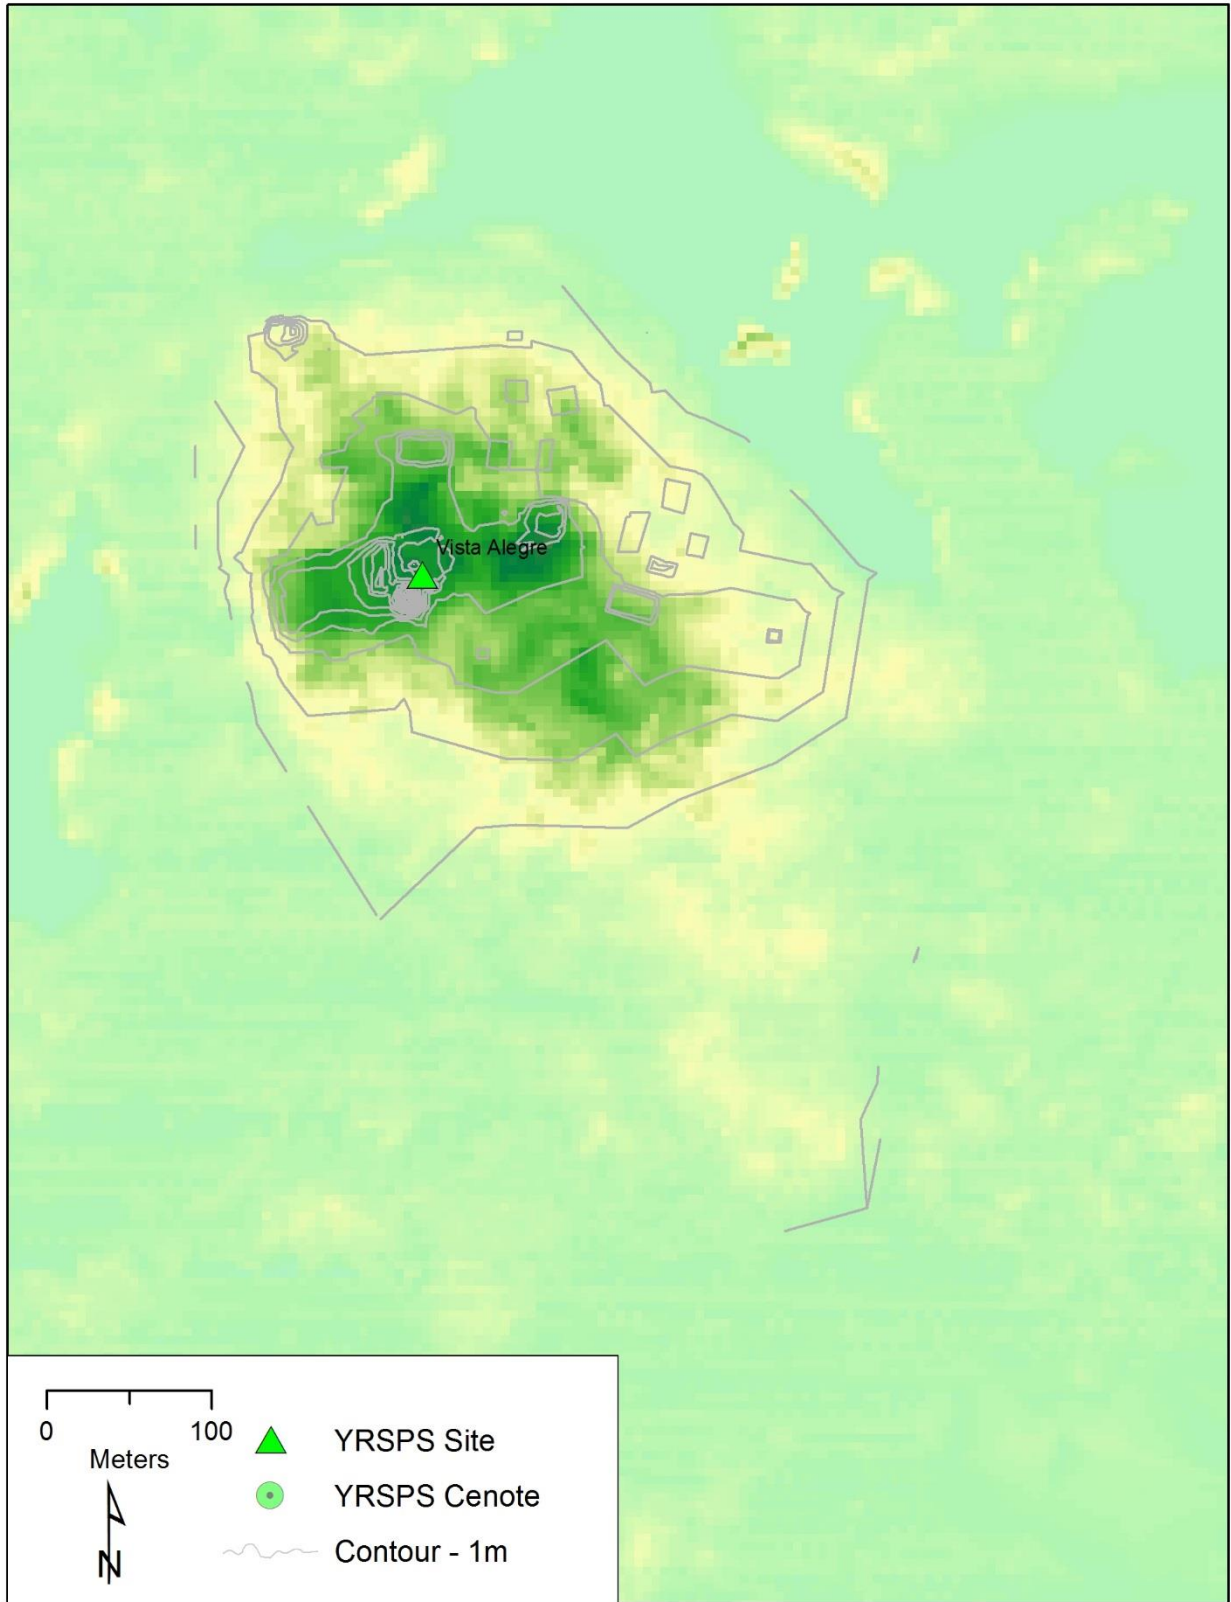 Vista Alegre
0 100
Meters
N
YRSPS Site
YRSPS Cenote
Contour - 1m